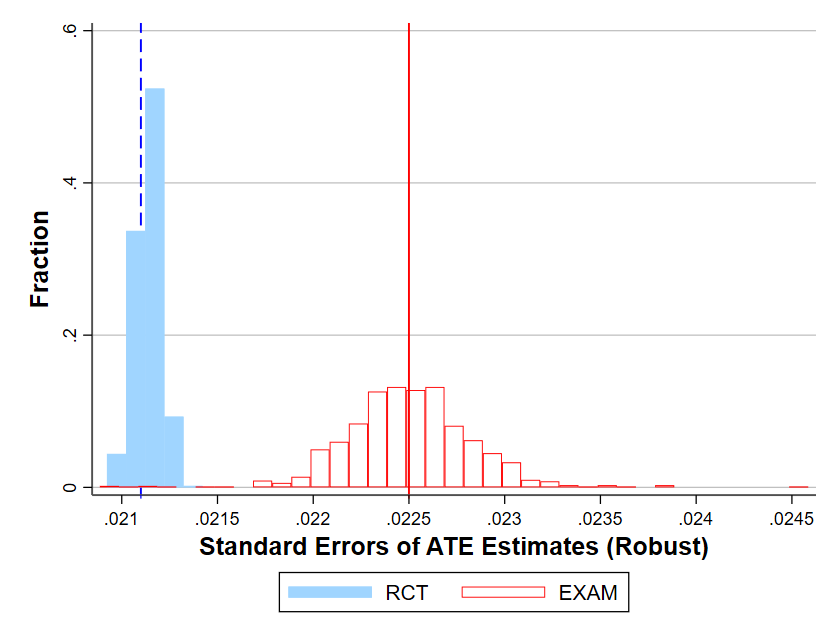 .6
.4
.2
0
Fraction
.021 .0215 .022 .0225 .023 .0235 .024 .0245
Standard Errors of ATE Estimates (Robust)
RCT EXAM